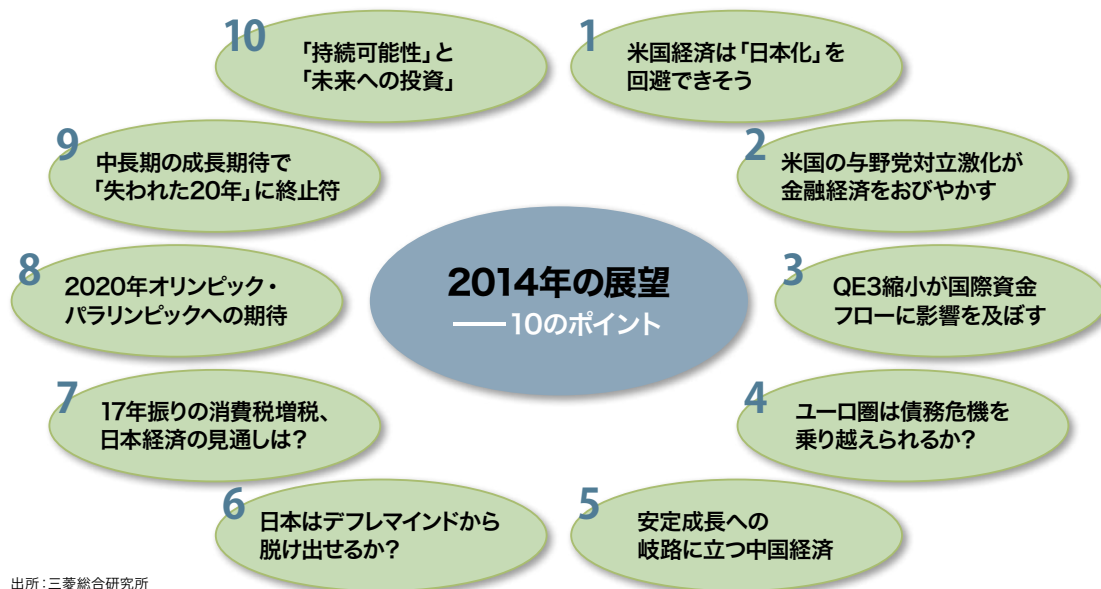 2014年の展望
――10のポイント
1
米国経済は「日本化」を
回避できそう
2
米国の与野党対立激化が
金融経済をおびやかす
3
QE3縮小が国際資金
フローに影響を及ぼす
4
ユーロ圏は債務危機を
乗り越えられるか?
5
安定成長への
岐路に立つ中国経済
6
日本はデフレマインドから
脱け出せるか?
7
17年振りの消費税増税、
日本経済の見通しは?
8
2020年オリンピック・
パラリンピックへの期待
9
中長期の成長期待で
「失われた20年」に終止符
10
「持続可能性」と
「未来への投資」
出所:三菱総合研究所